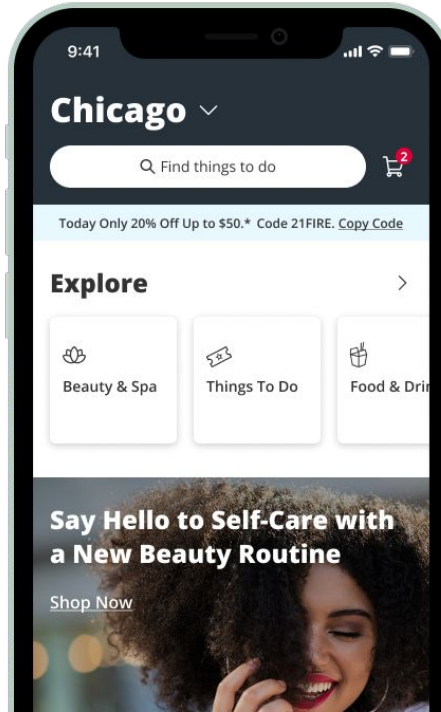 9:41
Chicago
Find things to do
2
Today Only 20% Off Up to $50.* Code 21FIRE. Copy Code
Explore
Beauty & Spa
Things To Do
Food & Drin
Say Hello to Self-Care with
a New Beauty Routine
Shop Now